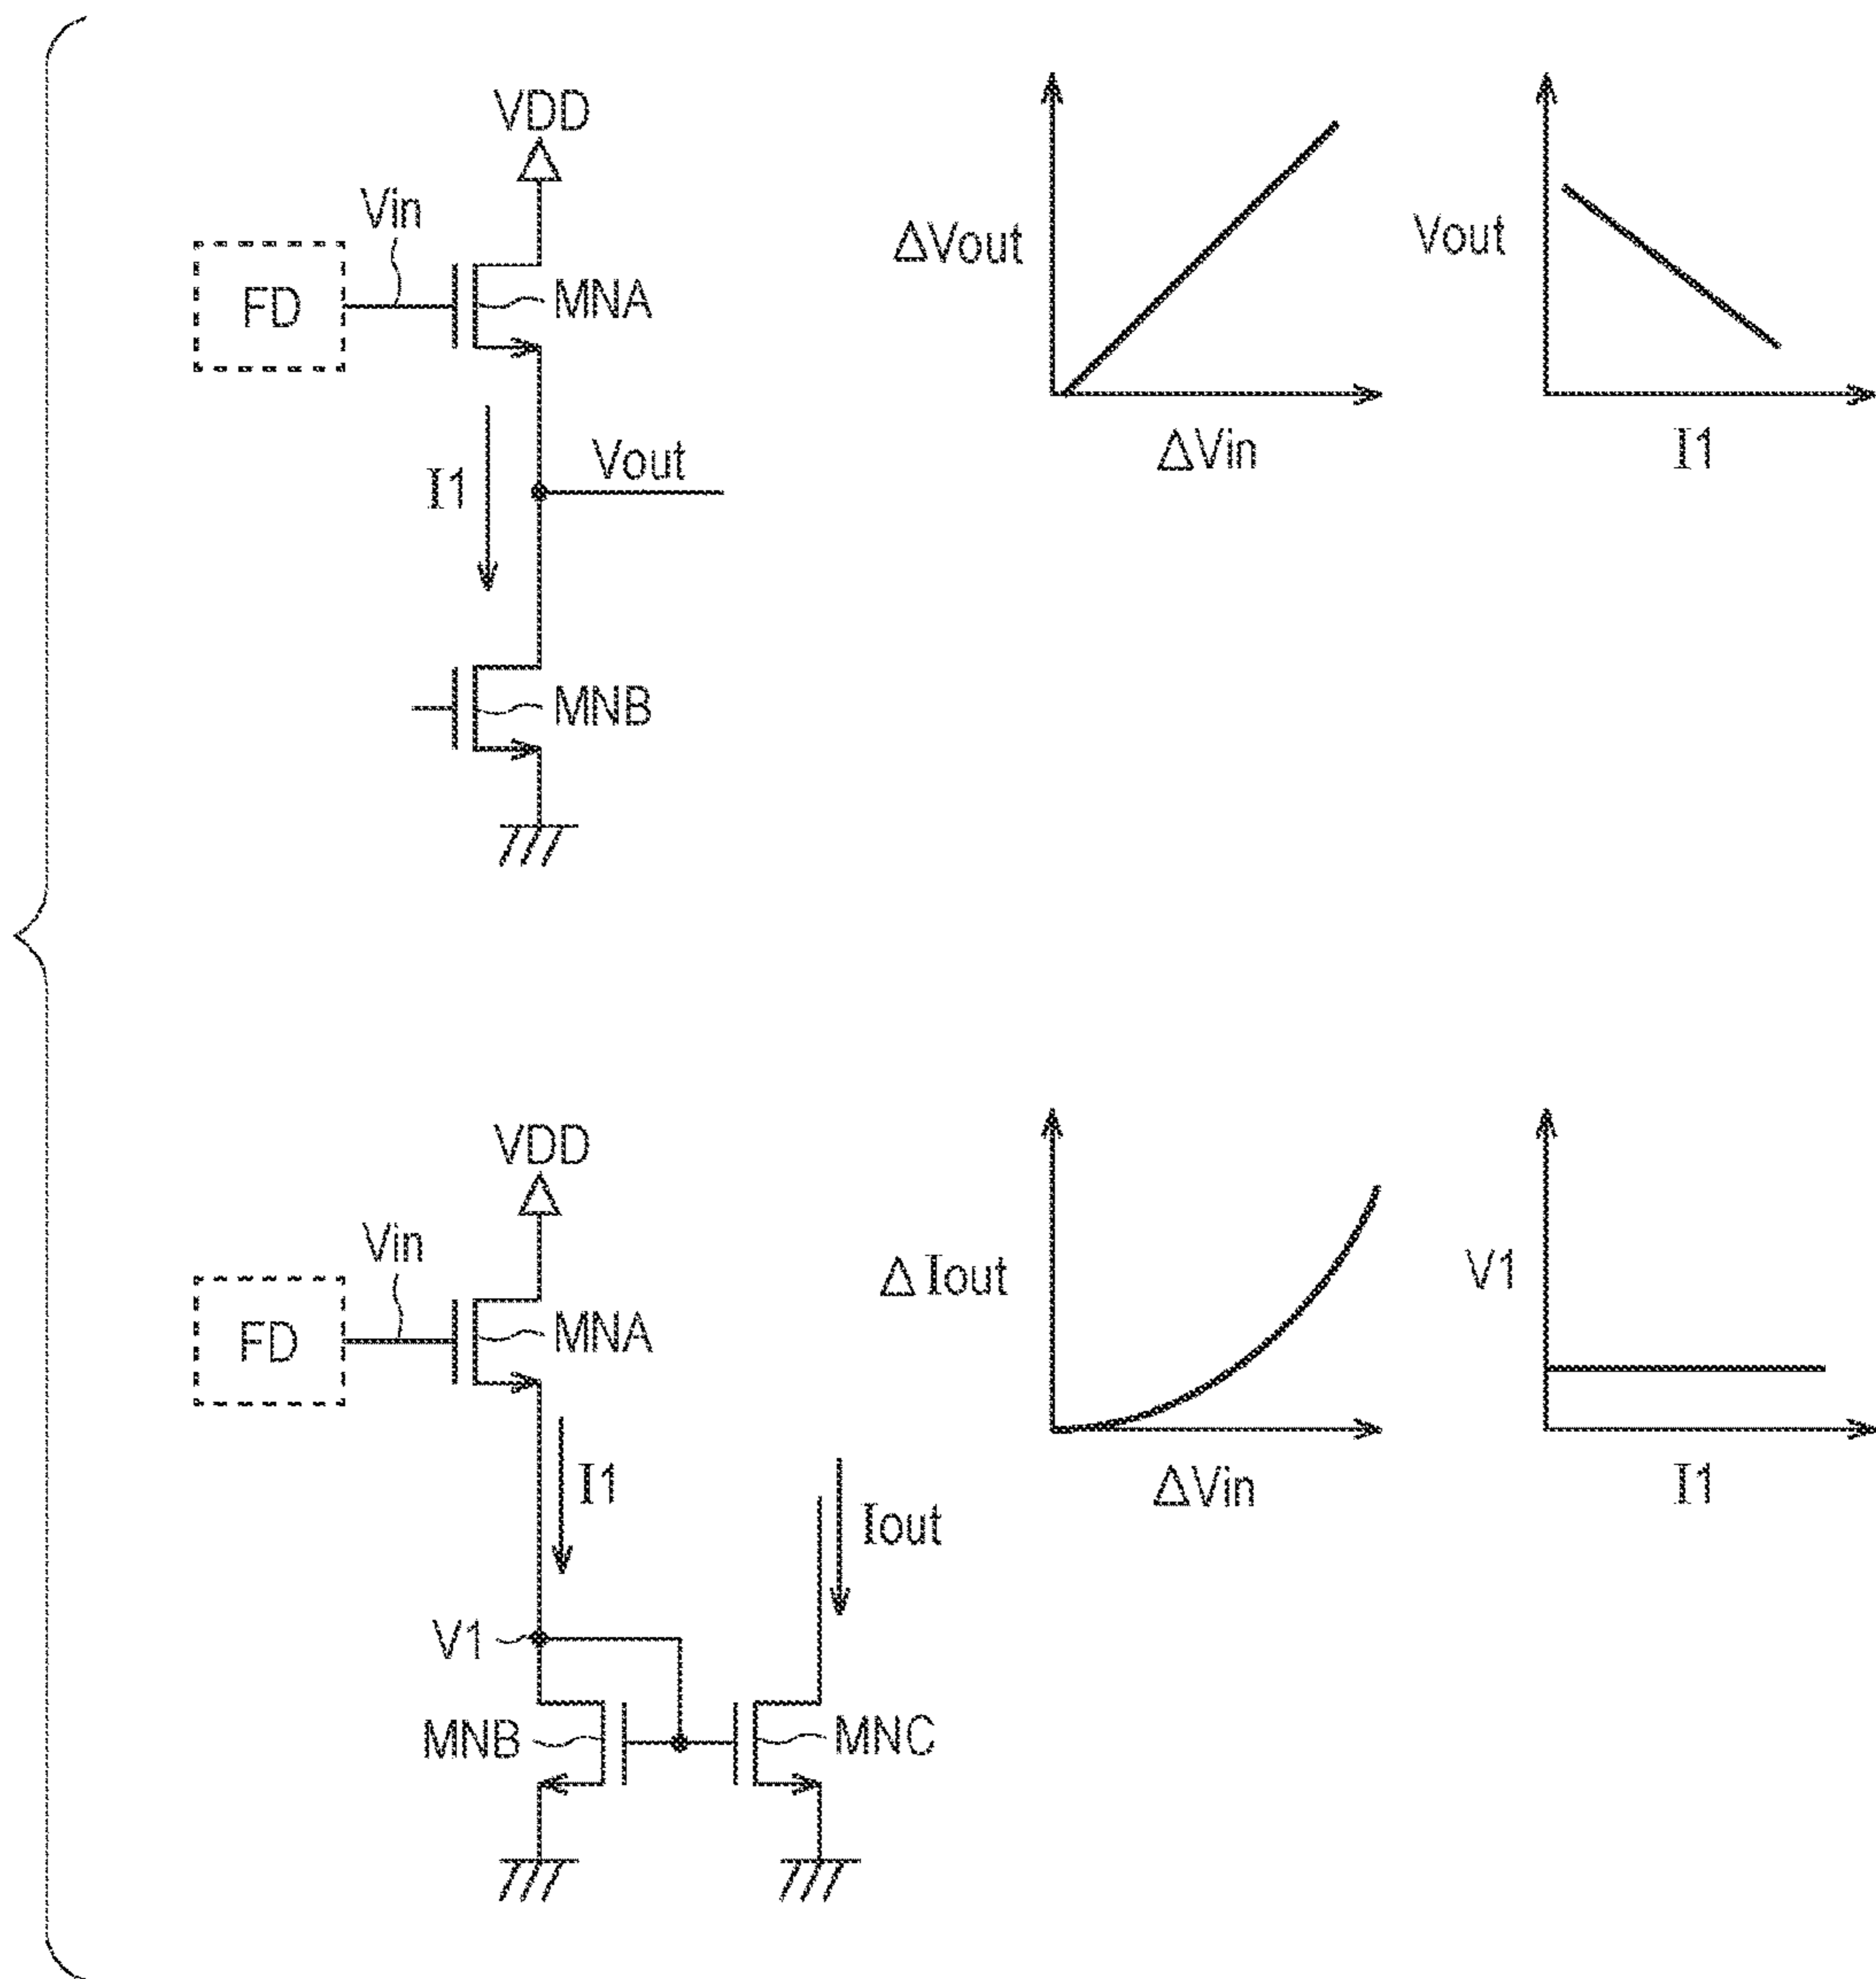 VDD
Vin
FD
MNA
I1
Vout
MNB
ΔVout
ΔVin
Vout
I1
VDD
Vin
FD
MNA
I1
Iout
V1
MNB
MNC
ΔIout
ΔVin
V1
I1